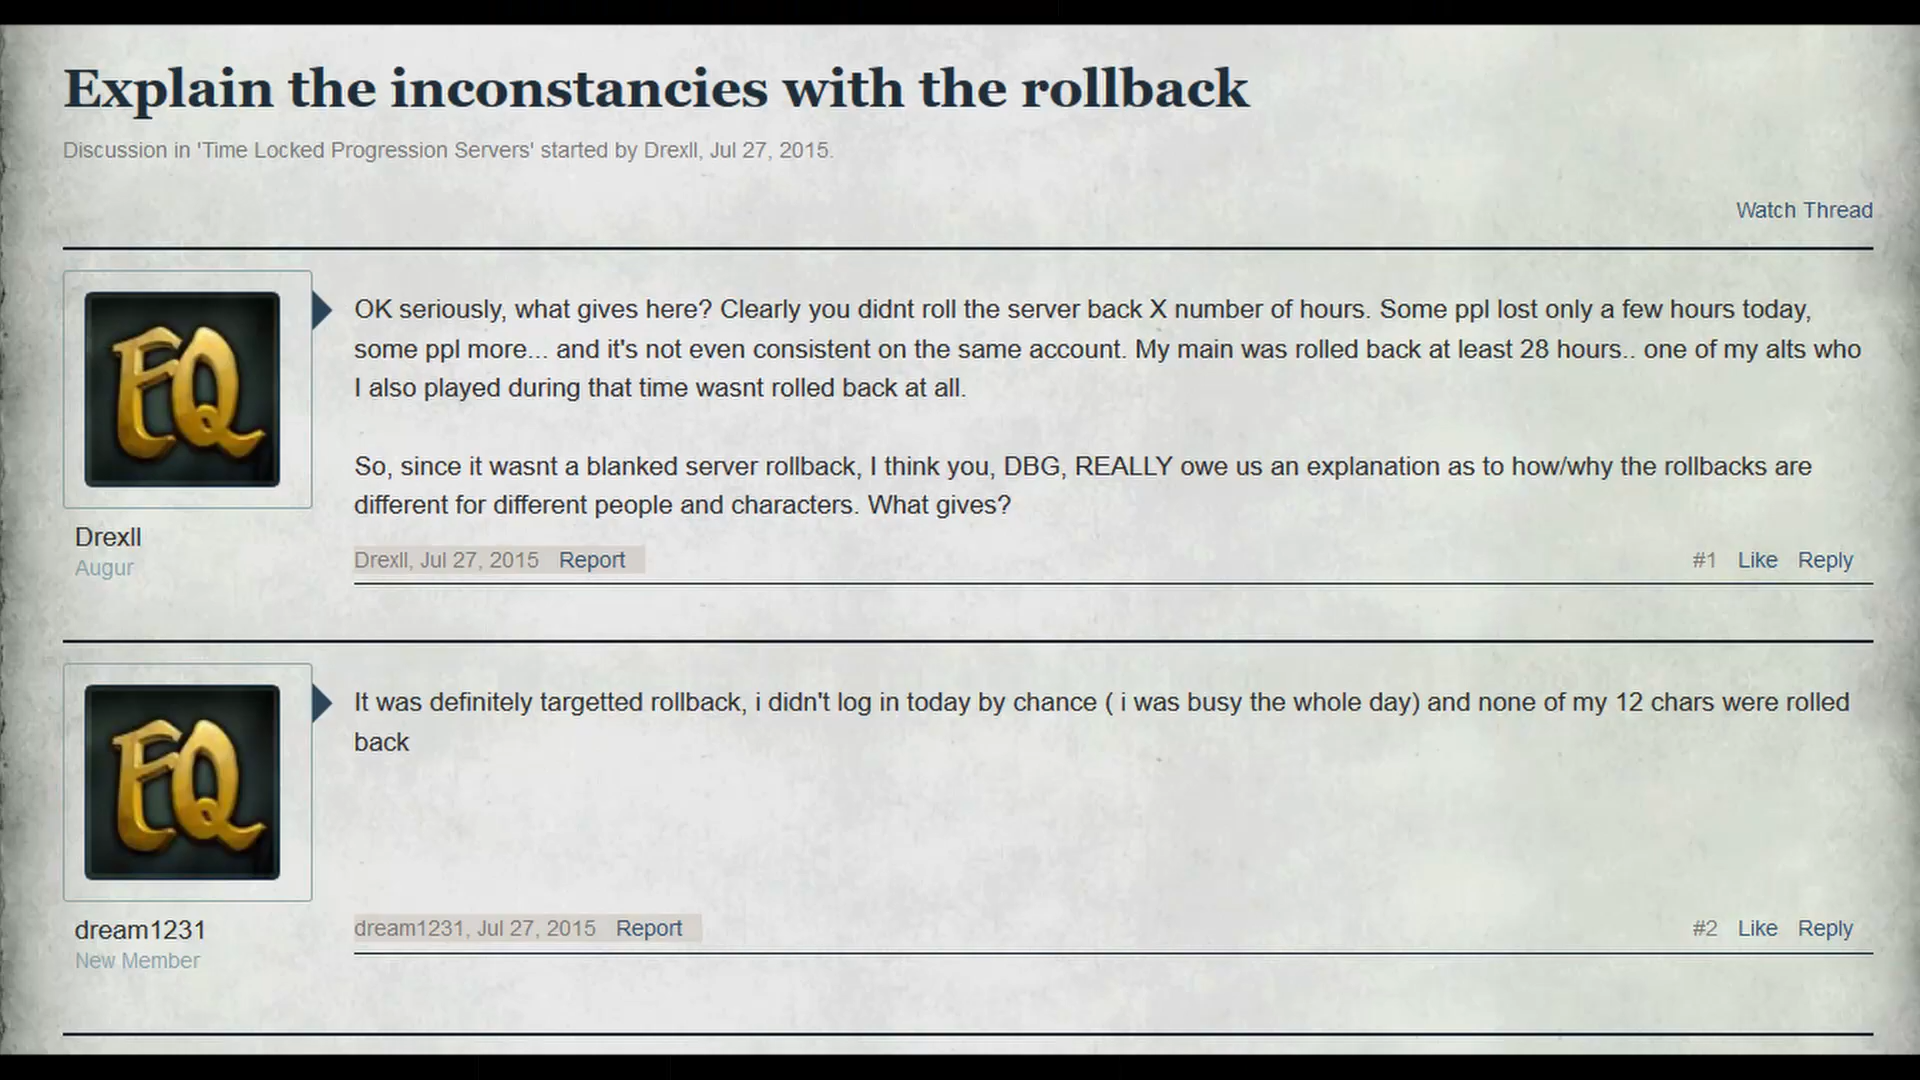 Explain the inconstancies with the rollback
Discussion in 'Time Locked Progression Servers' started by Drexll, Jul 27, 2015.
Watch Thread
EQ
OK seriously, what gives here? Clearly you didnt roll the server back X number of hours. Some ppl lost only a few hours today,
some ppl more... and it's not even consistent on the same account. My main was rolled back at least 28 hours.. one of my alts who
I also played during that time wasnt rolled back at all.
So, since it wasnt a blanked server rollback, I think you, DBG, REALLY owe us an explanation as to how/why the rollbacks are
different for different people and characters. What gives?
Drexll
Augur
Drexll, Jul 27, 2015 Report #1 Like Reply
EQ
It was definitely targetted rollback, i didn't log in today by chance ( i was busy the whole day) and none of my 12 chars were rolled
back
dream1231
New Member
dream1231, Jul 27, 2015 Report #2 Like Reply